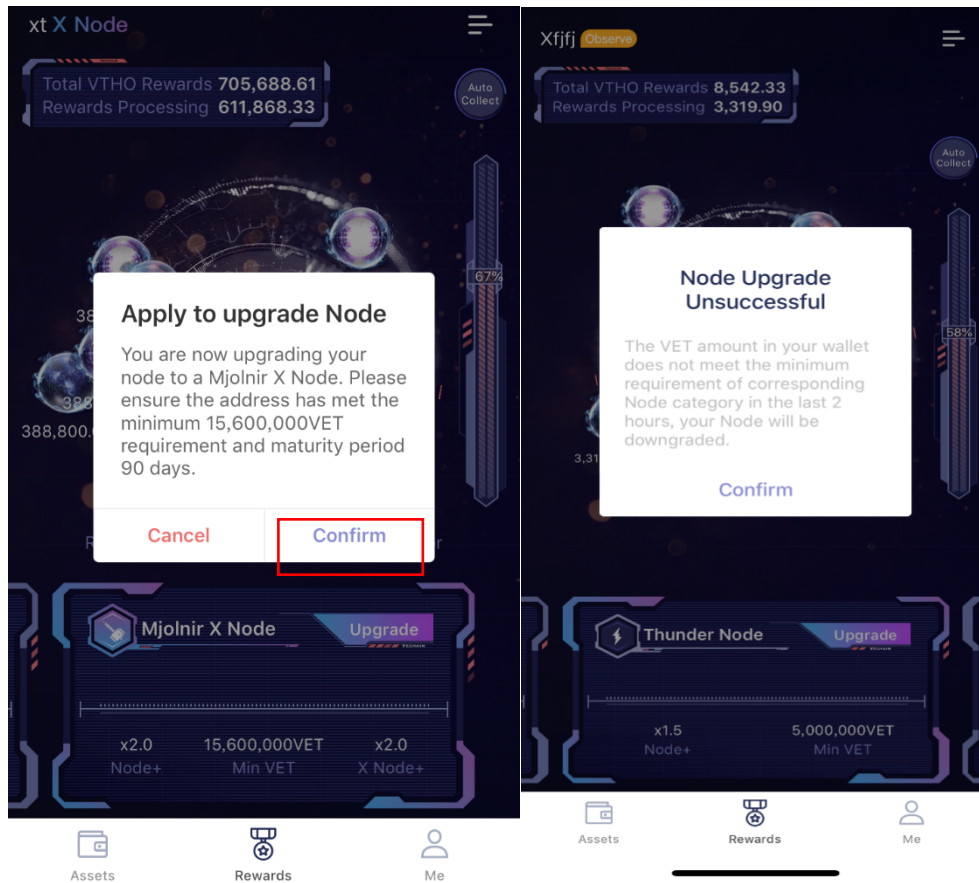 xt X Node
Total VTHO Rewards 705,688.61
Rewards Processing 611,868.33
Auto
Collect
67%
38
388
388,800.
Apply to upgrade Node
You are now upgrading your
node to a Mjolnir X Node. Please
ensure the address has met the
minimum 15,600,000VET
requirement and maturity period
90 days.
Cancel
Confirm
R
r
Mjolnir X Node
Upgrade
x2.0
15,600,000VET
x2.0
Node+
Min VET
X Node+
Assets
Rewards
Me
Xfjfj Observe
Total VTHO Rewards 8,542.33
Rewards Processing 3,319.90
Auto
Collect
58%
Node Upgrade
Unsuccessful
The VET amount in your wallet
does not meet the minimum
requirement of corresponding
Node category in the last 2
hours, your Node will be
downgraded.
3,31
Confirm
Thunder Node
Upgrade
x1.5
5,000,000VET
Node+
Min VET
Assets
Rewards
Me